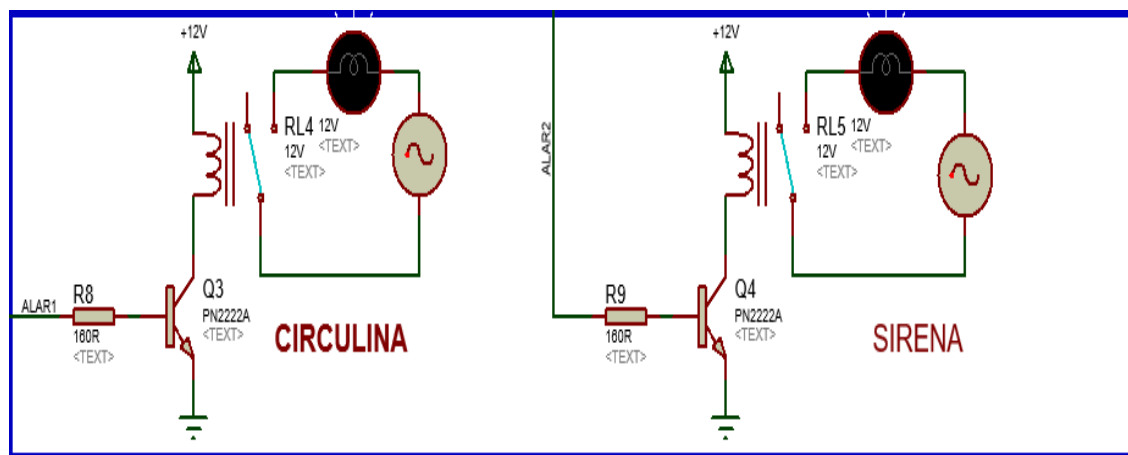 +12V
RL4
12V
<TEXT>
12V
<TEXT>
ALAR1
R8
160R
<TEXT>
Q3
PN2222A
<TEXT>
CIRCULINA
+12V
ALAR2
RL5
12V
<TEXT>
12V
<TEXT>
R9
160R
<TEXT>
Q4
PN2222A
<TEXT>
SIRENA